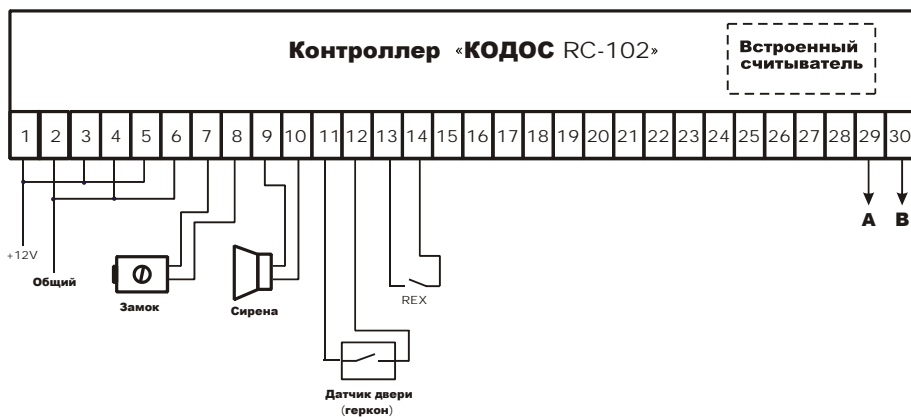 Контроллер «КОДОС RC-102»
Встроенный
считыватель
1 2 3 4 5 6 7 8 9 10 11 12 13 14 15 16 17 18 19 20 21 22 23 24 25 26 27 28 29 30
A B
+12V
Общий
Замок
Сирена
REX
Датчик двери
(геркон)